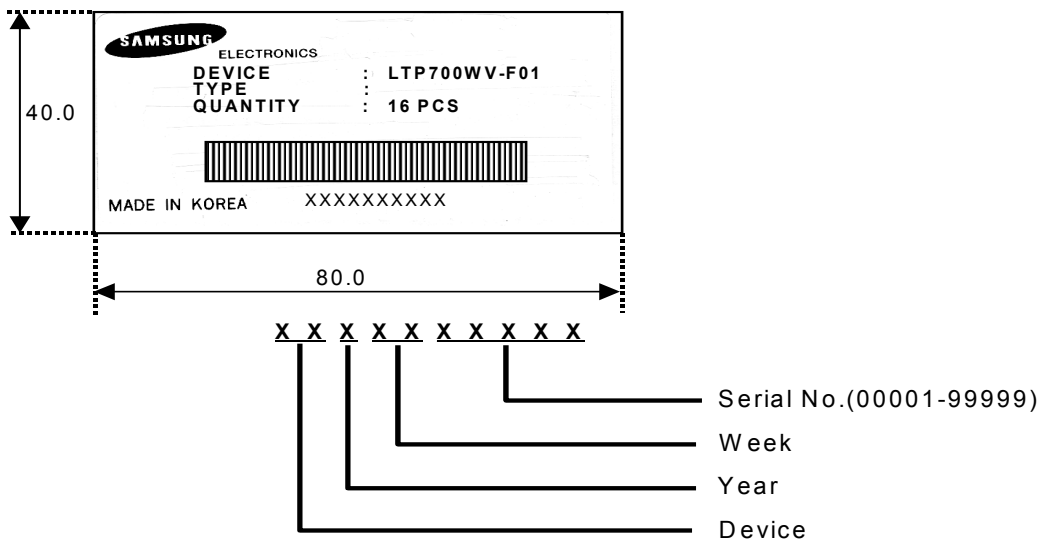 SAMSUNG
ELECTRONICS
DEVICE : LTP700WV-F01
TYPE :
QUANTITY : 16 PCS
40.0
MADE IN KOREA XXXXXXXXXX
80.0
X X X X X X X X X X
Serial No.(00001-99999)
Week
Year
Device